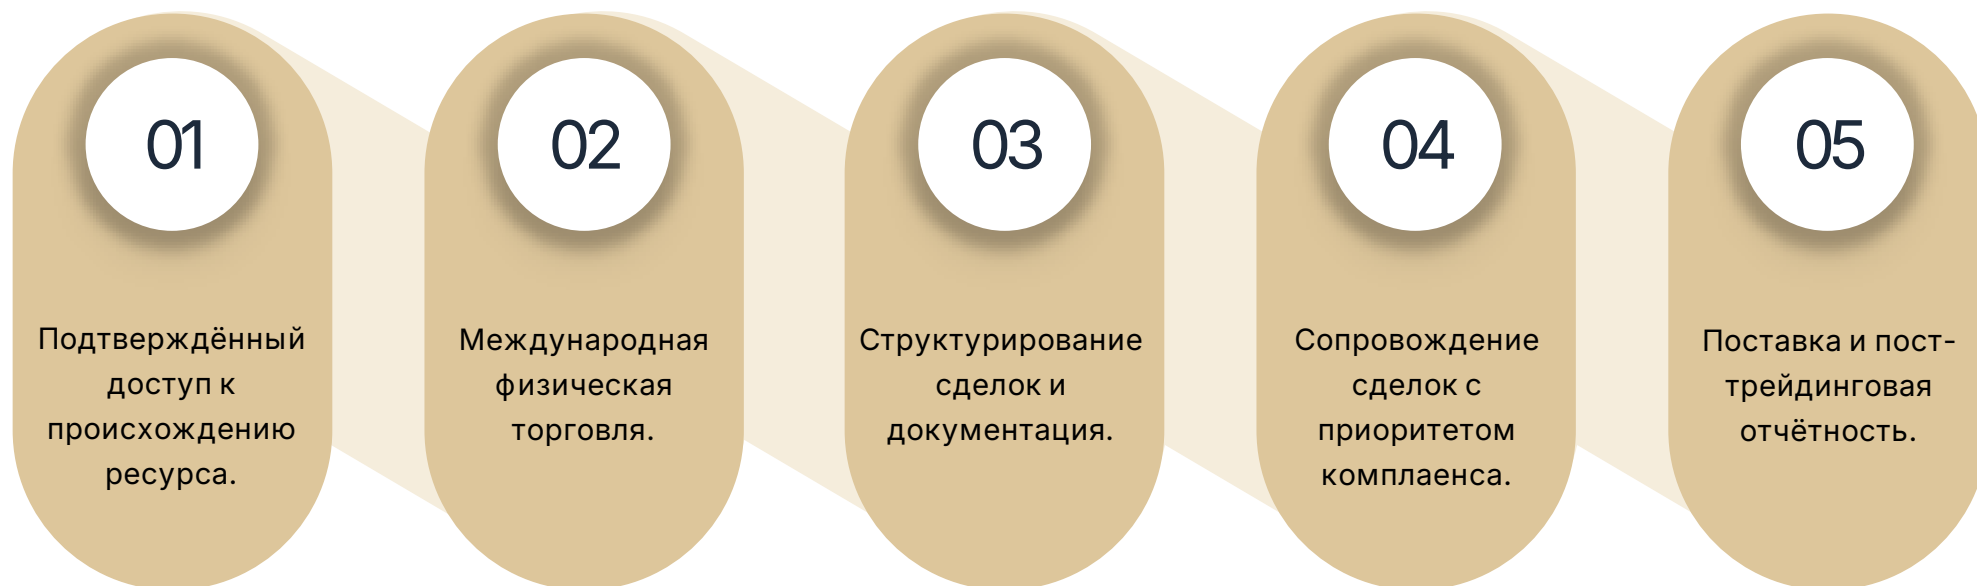 01
Подтверждённый
доступ к
происхождению
ресурса.
02
Международная
физическая
торговля.
03
Структурирование
сделок и
документация.
04
Сопровождение
сделок с
приоритетом
комплаенса.
05
Поставка и пост-
трейдинговая
отчётность.